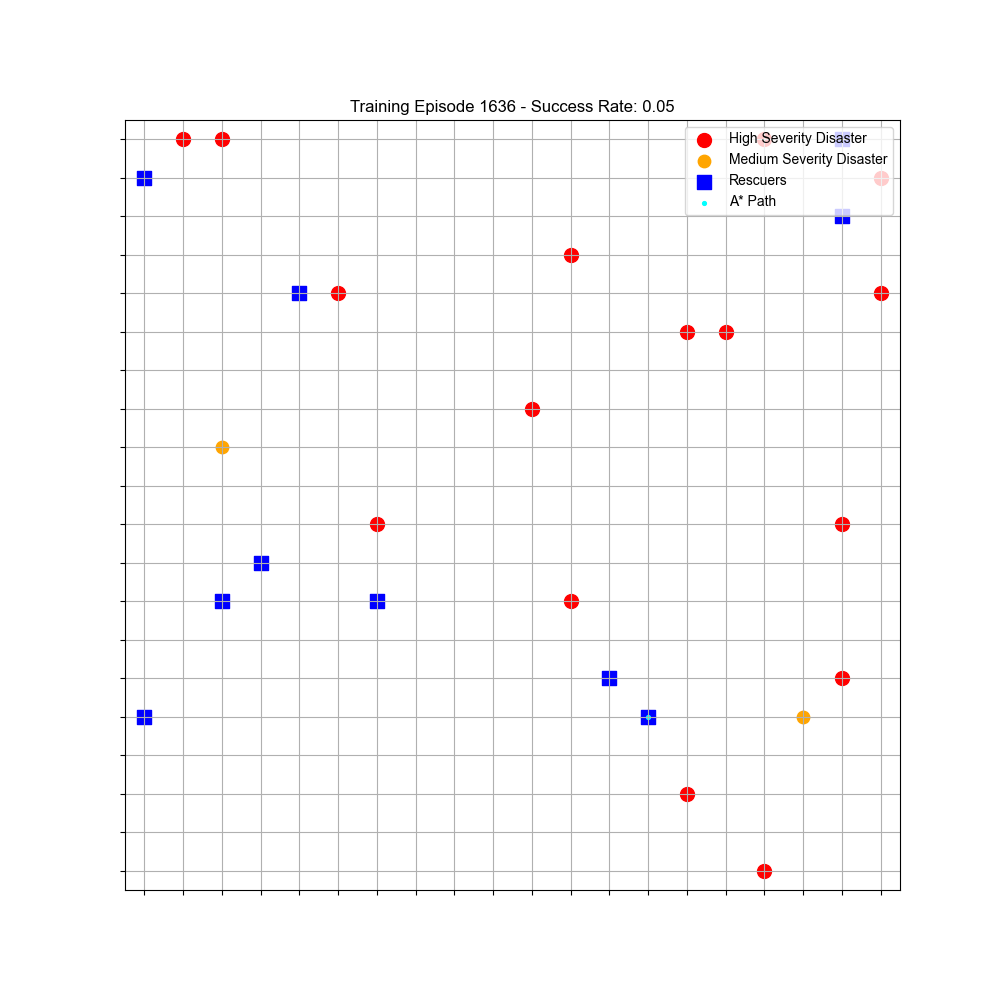 Training Episode 1636 - Success Rate: 0.05
High Severity Disaster
Medium Severity Disaster
Rescuers
A* Path